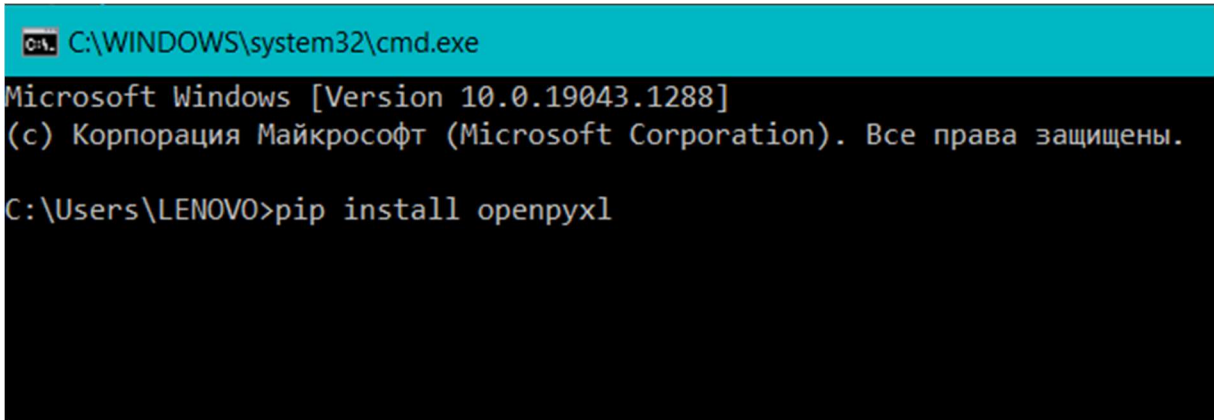 C:\WINDOWS\system32\cmd.exe
Microsoft Windows [Version 10.0.19043.1288]
(c) Корпорация Майкрософт (Microsoft Corporation). Все права защищены.
C:\Users\LENOVO>pip install openpyxl